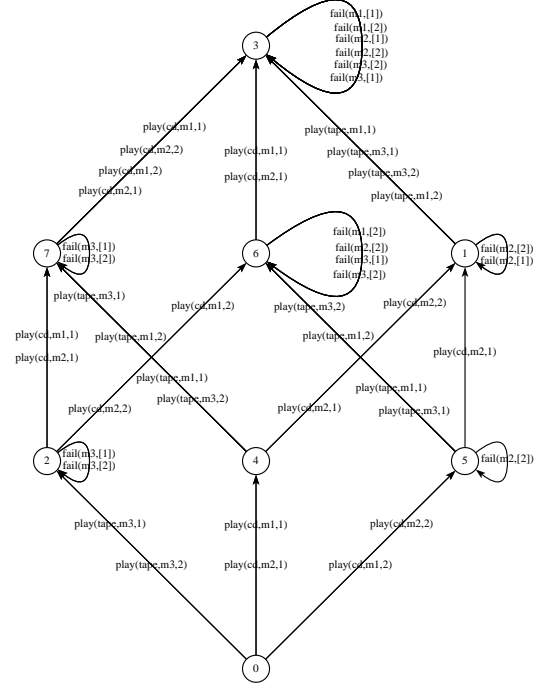 fail(m1,[1])
fail(m1,[2])
3
fail(m2,[1])
fail(m2,[2])
fail(m3,[2])
fail(m3,[1])
play(cd,m1,1)
play(tape,m1,1)
play(cd,m2,2)
play(cd,m1,1)
play(tape,m3,1)
play(cd,m1,2)
play(cd,m2,1)
play(tape,m3,2)
play(cd,m2,1)
play(tape,m1,2)
fail(m1,[2])
7
fail(m3,[1])
fail(m3,[2])
6
fail(m2,[2])
fail(m3,[1])
fail(m3,[2])
1
fail(m2,[2])
fail(m2,[1])
play(tape,m3,1)
play(cd,m1,2)
play(tape,m3,2)
play(cd,m2,2)
play(cd,m1,1)
play(tape,m1,2)
play(tape,m1,2)
play(cd,m2,1)
play(cd,m2,1)
play(tape,m1,1)
play(tape,m1,1)
play(tape,m3,2)
play(cd,m2,2)
play(cd,m2,1)
play(tape,m3,1)
2
fail(m3,[1])
fail(m3,[2])
4
5
fail(m2,[2])
play(tape,m3,1)
play(cd,m1,1)
play(cd,m2,2)
play(tape,m3,2)
play(cd,m2,1)
play(cd,m1,2)
0